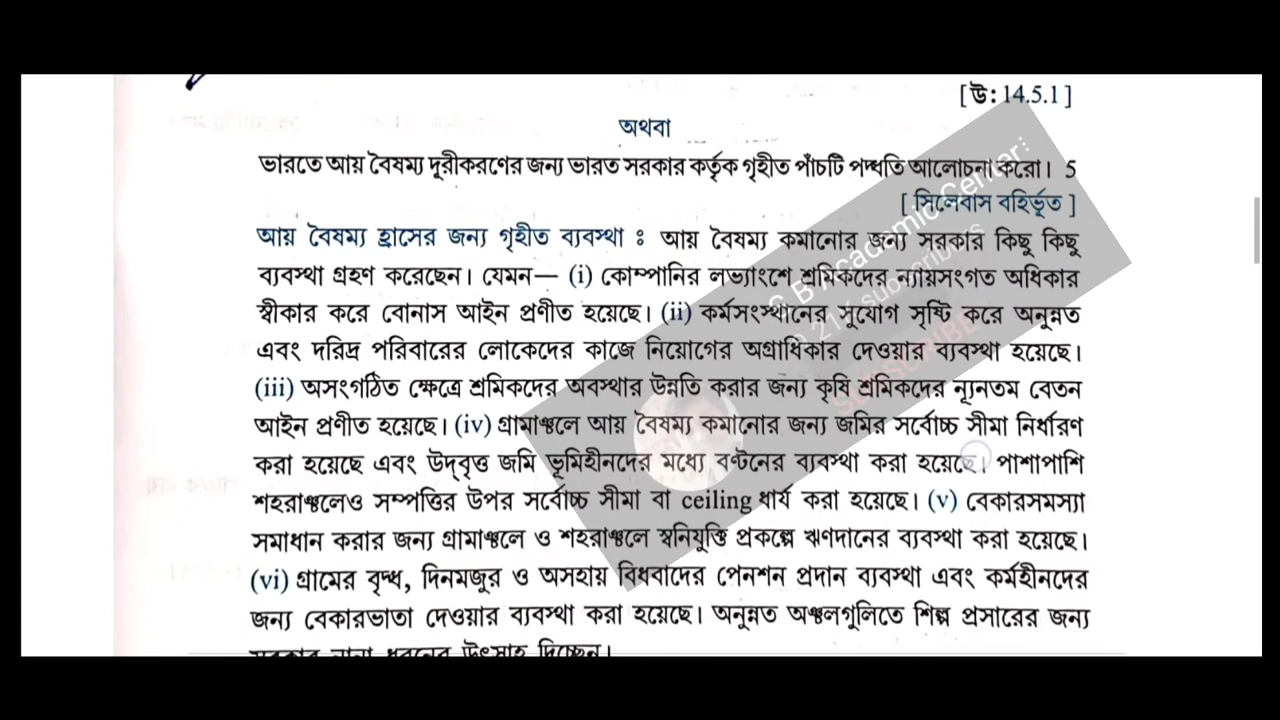 [ উ: 14.5.1 ]
অথবা
ভারতে আয় বৈষম্য দূরীকরণের জন্য ভারত সরকার কর্তৃক গৃহীত পাঁচটি পদ্ধতি আলোচনা করো। 5
[ সিলেবাস বহির্ভূত ]
আয় বৈষম্য হ্রাসের জন্য গৃহীত ব্যবস্থা : আয় বৈষম্য কমানোর জন্য সরকার কিছু কিছু
ব্যবস্থা গ্রহণ করেছেন। যেমন— (i) কোম্পানির লভ্যাংশে শ্রমিকদের ন্যায়সংগত অধিকার
স্বীকার করে বোনাস আইন প্রণীত হয়েছে। (ii) কর্মসংস্থানের সুযোগ সৃষ্টি করে অনুন্নত
এবং দরিদ্র পরিবারের লোকেদের কাজে নিয়োগের অগ্রাধিকার দেওয়ার ব্যবস্থা হয়েছে।
(iii) অসংগঠিত ক্ষেত্রে শ্রমিকদের অবস্থার উন্নতি করার জন্য কৃষি শ্রমিকদের ন্যূনতম বেতন
আইন প্রণীত হয়েছে। (iv) গ্রামাঞ্চলে আয় বৈষম্য কমানোর জন্য জমির সর্বোচ্চ সীমা নির্ধারণ
করা হয়েছে এবং উদ্‌বৃত্ত জমি ভূমিহীনদের মধ্যে বণ্টনের ব্যবস্থা করা হয়েছে। পাশাপাশি
শহরাঞ্চলেও সম্পত্তির উপর সর্বোচ্চ সীমা বা ceiling ধার্য করা হয়েছে। (v) বেকারসমস্যা
সমাধান করার জন্য গ্রামাঞ্চলে ও শহরাঞ্চলে স্বনিযুক্তি প্রকল্পে ঋণদানের ব্যবস্থা করা হয়েছে।
(vi) গ্রামের বৃদ্ধ, দিনমজুর ও অসহায় বিধবাদের পেনশন প্রদান ব্যবস্থা এবং কর্মহীনদের
জন্য বেকারভাতা দেওয়ার ব্যবস্থা করা হয়েছে। অনুন্নত অঞ্চলগুলিতে শিল্প প্রসারের জন্য
সরকার নানা ধরনের উৎসাহ দিচ্ছেন।
B Academic Center
subscribers
SUBSCRIBE